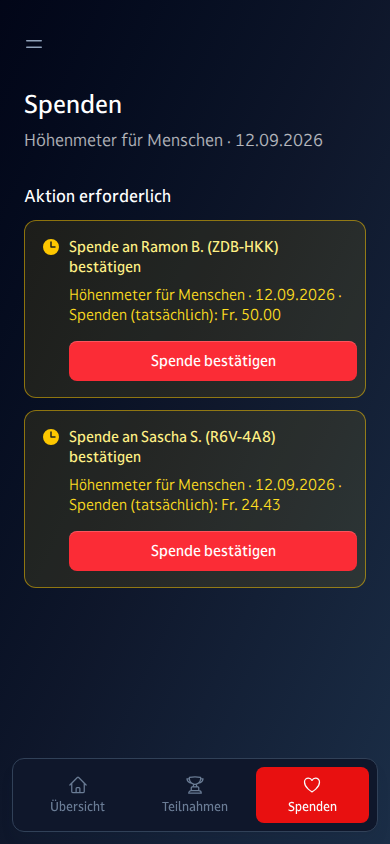 Spenden
Höhenmeter für Menschen · 12.09.2026
Aktion erforderlich
Spende an Ramon B. (ZDB-HKK)
bestätigen
Höhenmeter für Menschen · 12.09.2026 ·
Spenden (tatsächlich): Fr. 50.00
Spende bestätigen
Spende an Sascha S. (R6V-4A8)
bestätigen
Höhenmeter für Menschen · 12.09.2026 ·
Spenden (tatsächlich): Fr. 24.43
Spende bestätigen
Übersicht
Teilnahmen
Spenden